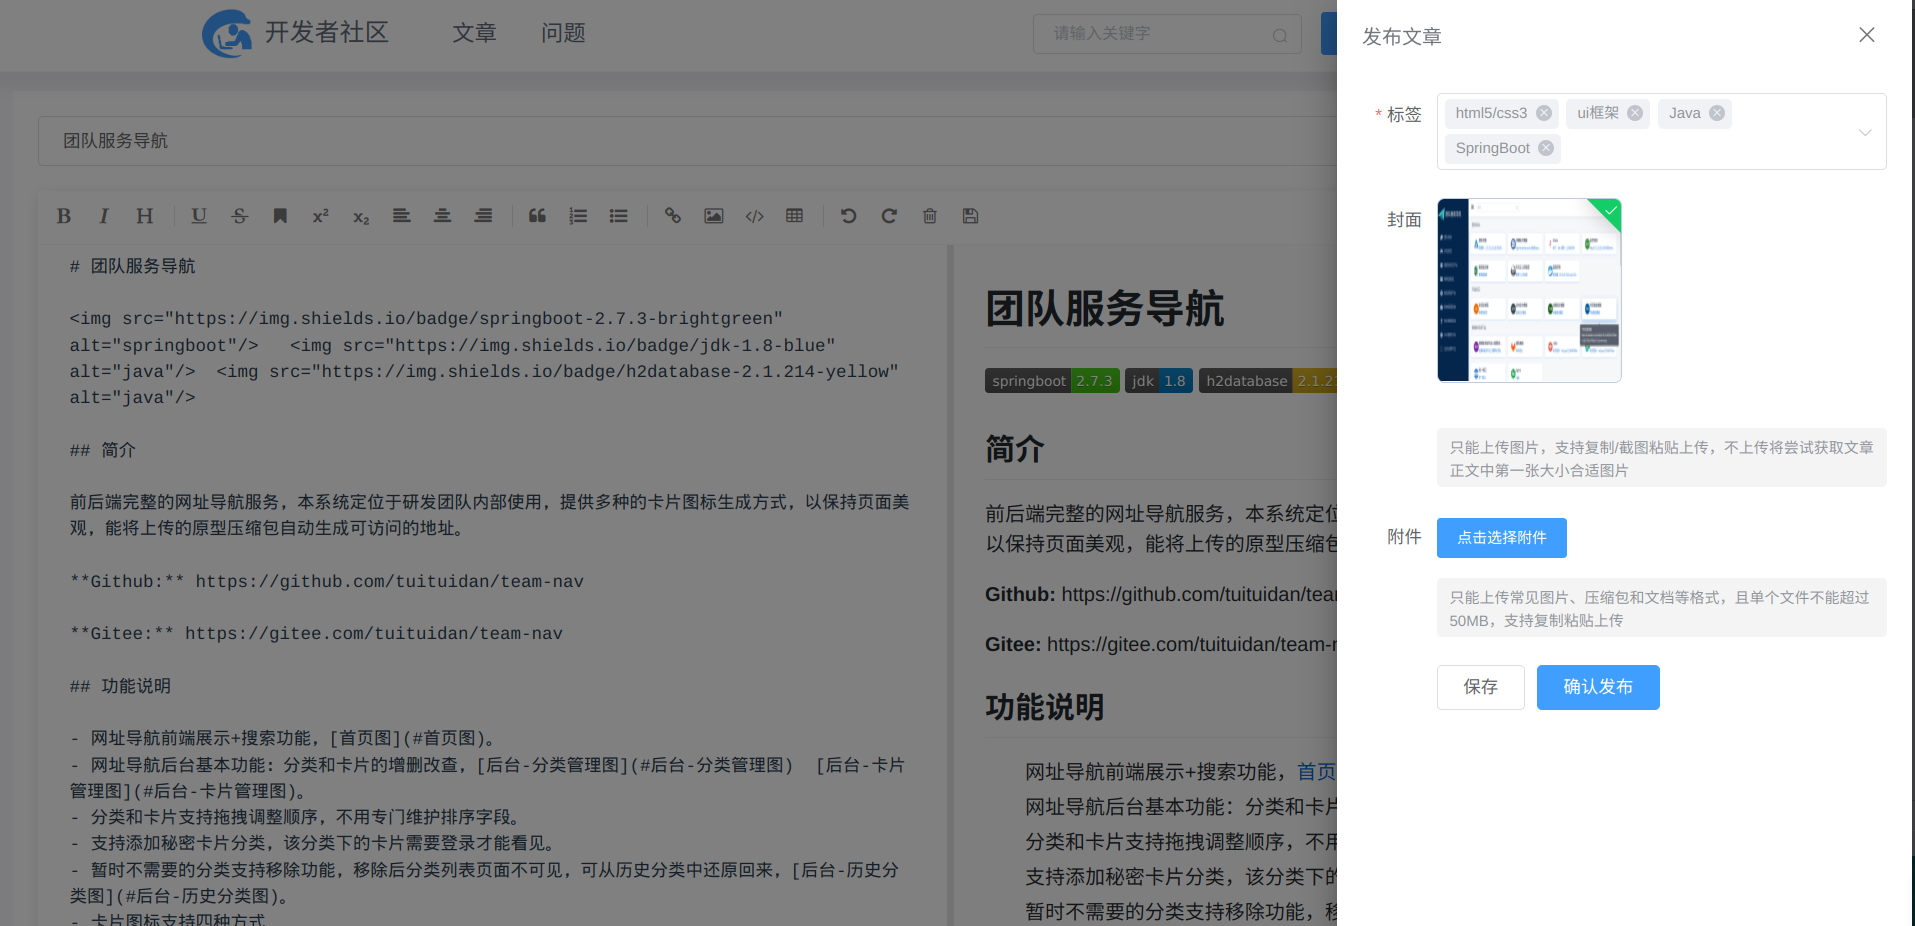 开发者社区
文章
问题
请输入关键字
团队服务导航
B I H U S x² x₂
# 团队服务导航
<img src="https://img.shields.io/badge/springboot-2.7.3-brightgreen"
alt="springboot"/>   <img src="https://img.shields.io/badge/jdk-1.8-blue"
alt="java"/>  <img src="https://img.shields.io/badge/h2database-2.1.214-yellow"
alt="java"/>
## 简介
前后端完整的网址导航服务，本系统定位于研发团队内部使用，提供多种的卡片图标生成方式，以保持页面美
观，能将上传的原型压缩包自动生成可访问的地址。
**Github:** https://github.com/tuituidan/team-nav
**Gitee:** https://gitee.com/tuituidan/team-nav
## 功能说明
- 网址导航前端展示+搜索功能，[首页图](#首页图)。
- 网址导航后台基本功能：分类和卡片的增删改查，[后台-分类管理图](#后台-分类管理图)  [后台-卡片
管理图](#后台-卡片管理图)。
- 分类和卡片支持拖拽调整顺序，不用专门维护排序字段。
- 支持添加秘密卡片分类，该分类下的卡片需要登录才能看见。
- 暂时不需要的分类支持移除功能，移除后分类列表页面不可见，可从历史分类中还原回来，[后台-历史分
类图](#后台-历史分类图)。
- 卡片图标支持四种方式
团队服务导航
springboot 2.7.3 jdk 1.8 h2database 2.1.21
简介
前后端完整的网址导航服务，本系统定位
以保持页面美观，能将上传的原型压缩包
Github: https://github.com/tuituidan/tear
Gitee: https://gitee.com/tuituidan/team-r
功能说明
网址导航前端展示+搜索功能，首页
网址导航后台基本功能：分类和卡片
分类和卡片支持拖拽调整顺序，不用
支持添加秘密卡片分类，该分类下的
暂时不需要的分类支持移除功能，移
发布文章
* 标签
html5/css3 ui框架 Java
SpringBoot
封面
只能上传图片，支持复制/截图粘贴上传，不上传将尝试获取文章
正文中第一张大小合适图片
附件
点击选择附件
只能上传常见图片、压缩包和文档等格式，且单个文件不能超过
50MB，支持复制粘贴上传
保存
确认发布